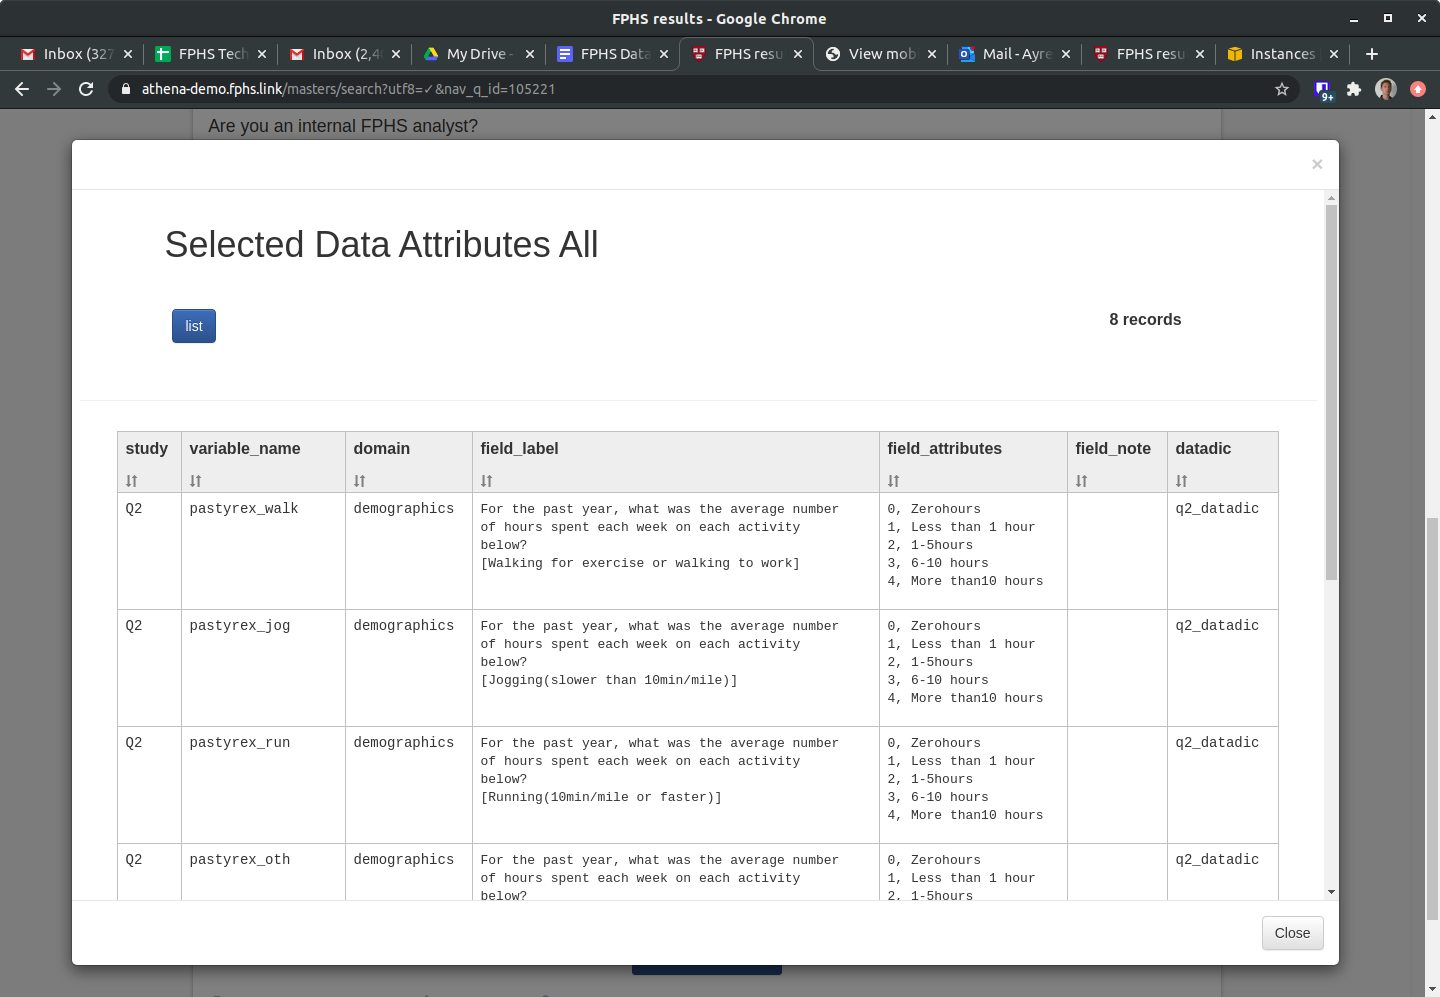 FPHS results - Google Chrome
Inbox (327
FPHS Tech
Inbox (2,4
My Drive -
FPHS Data
FPHS resu
View mob
Mail - Ayre
FPHS resu
Instances
athena-demo.fphs.link/masters/search?utf8=✓&nav_q_id=105221
9+
Are you an internal FPHS analyst?
×
Selected Data Attributes All
list
8 records
study variable_name domain field_label field_attributes field_note datadic
Q2 pastyrex_walk demographics For the past year, what was the average number 0, Zerohours q2_datadic
of hours spent each week on each activity 1, Less than 1 hour
below? 2, 1-5hours
[Walking for exercise or walking to work] 3, 6-10 hours
4, More than10 hours
Q2 pastyrex_jog demographics For the past year, what was the average number 0, Zerohours q2_datadic
of hours spent each week on each activity 1, Less than 1 hour
below? 2, 1-5hours
[Jogging(slower than 10min/mile)] 3, 6-10 hours
4, More than10 hours
Q2 pastyrex_run demographics For the past year, what was the average number 0, Zerohours q2_datadic
of hours spent each week on each activity 1, Less than 1 hour
below? 2, 1-5hours
[Running(10min/mile or faster)] 3, 6-10 hours
4, More than10 hours
Q2 pastyrex_oth demographics For the past year, what was the average number 0, Zerohours q2_datadic
of hours spent each week on each activity 1, Less than 1 hour
below? 2, 1-5hours
Close